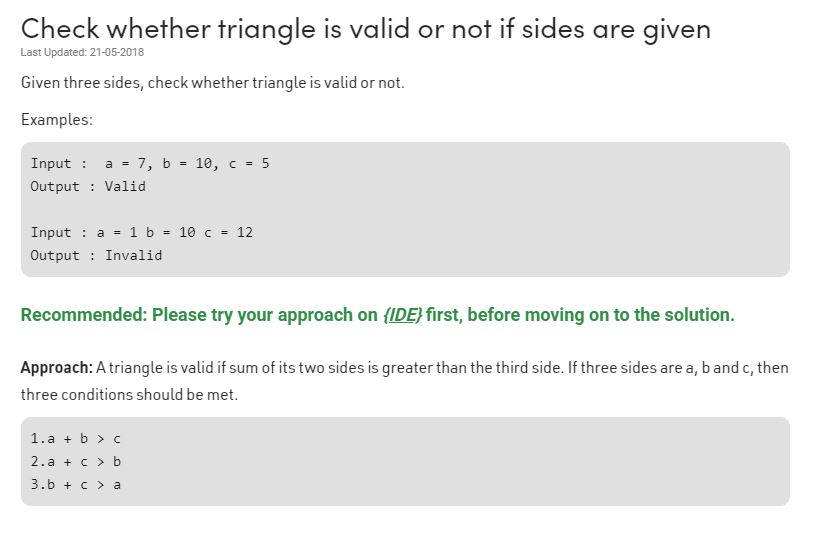 Check whether triangle is valid or not if sides are given
Last Updated: 21-05-2018
Given three sides, check whether triangle is valid or not.
Examples:
Input :  a = 7, b = 10, c = 5
Output : Valid
Input : a = 1 b = 10 c = 12
Output : Invalid
Recommended: Please try your approach on {IDE} first, before moving on to the solution.
Approach: A triangle is valid if sum of its two sides is greater than the third side. If three sides are a, b and c, then
three conditions should be met.
1.a + b > c
2.a + c > b
3.b + c > a